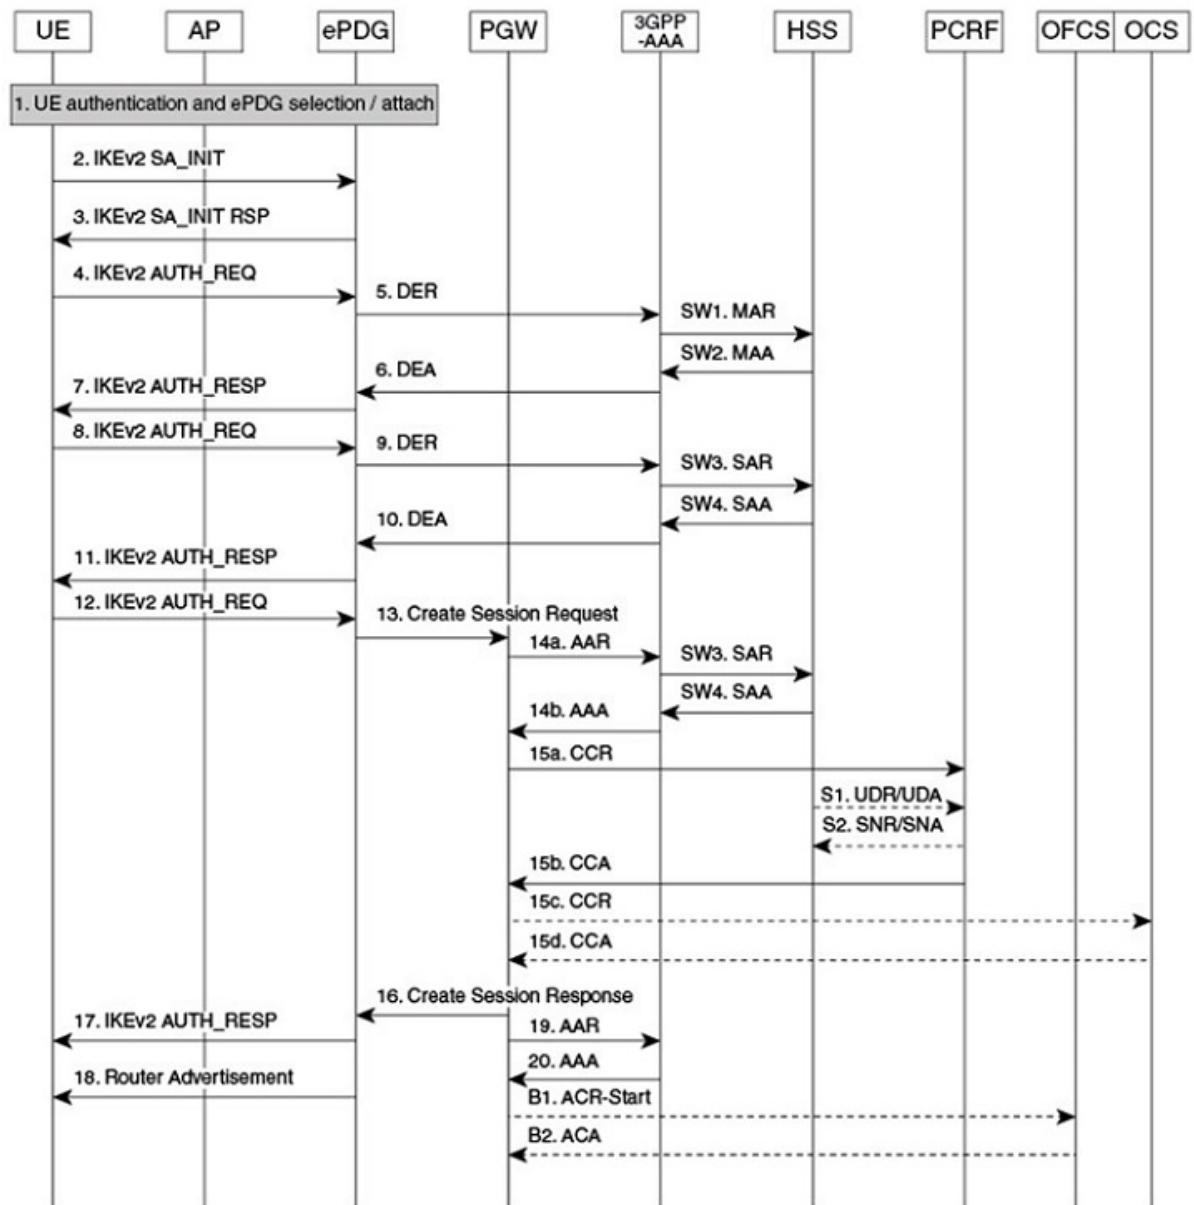 UE
AP
ePDG
PGW
3GPP
-AAA
HSS
PCRF
OFCS
OCS
1. UE authentication and ePDG selection / attach
2. IKEv2 SA_INIT
3. IKEv2 SA_INIT RSP
4. IKEv2 AUTH_REQ
5. DER
SW1. MAR
SW2. MAA
6. DEA
7. IKEv2 AUTH_RESP
8. IKEv2 AUTH_REQ
9. DER
SW3. SAR
SW4. SAA
10. DEA
11. IKEv2 AUTH_RESP
12. IKEv2 AUTH_REQ
13. Create Session Request
14a. AAR
SW3. SAR
SW4. SAA
14b. AAA
15a. CCR
S1. UDR/UDA
S2. SNR/SNA
15b. CCA
15c. CCR
15d. CCA
16. Create Session Response
17. IKEv2 AUTH_RESP
19. AAR
20. AAA
18. Router Advertisement
B1. ACR-Start
B2. ACA